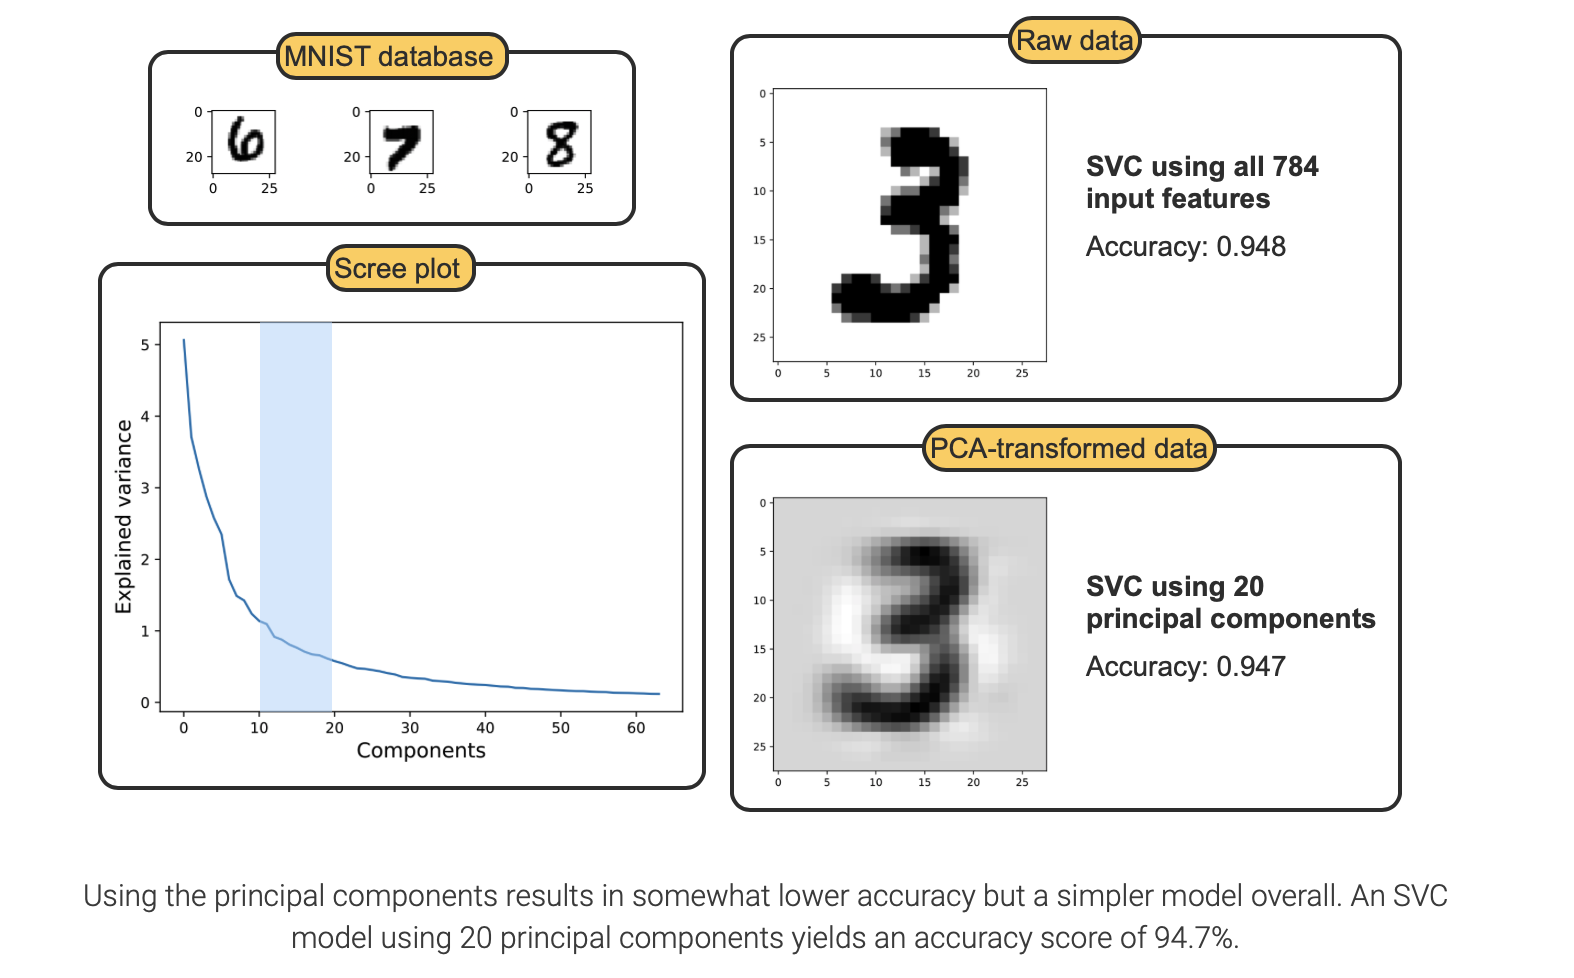 MNIST database
0
20
0 25
0
20
0 25
0
20
0 25
Scree plot
Explained variance
5
4
3
2
1
0
0 10 20 30 40 50 60
Components
Raw data
0
5
10
15
20
25
0 5 10 15 20 25
SVC using all 784
input features
Accuracy: 0.948
PCA-transformed data
0
5
10
15
20
25
0 5 10 15 20 25
SVC using 20
principal components
Accuracy: 0.947
Using the principal components results in somewhat lower accuracy but a simpler model overall. An SVC
model using 20 principal components yields an accuracy score of 94.7%.